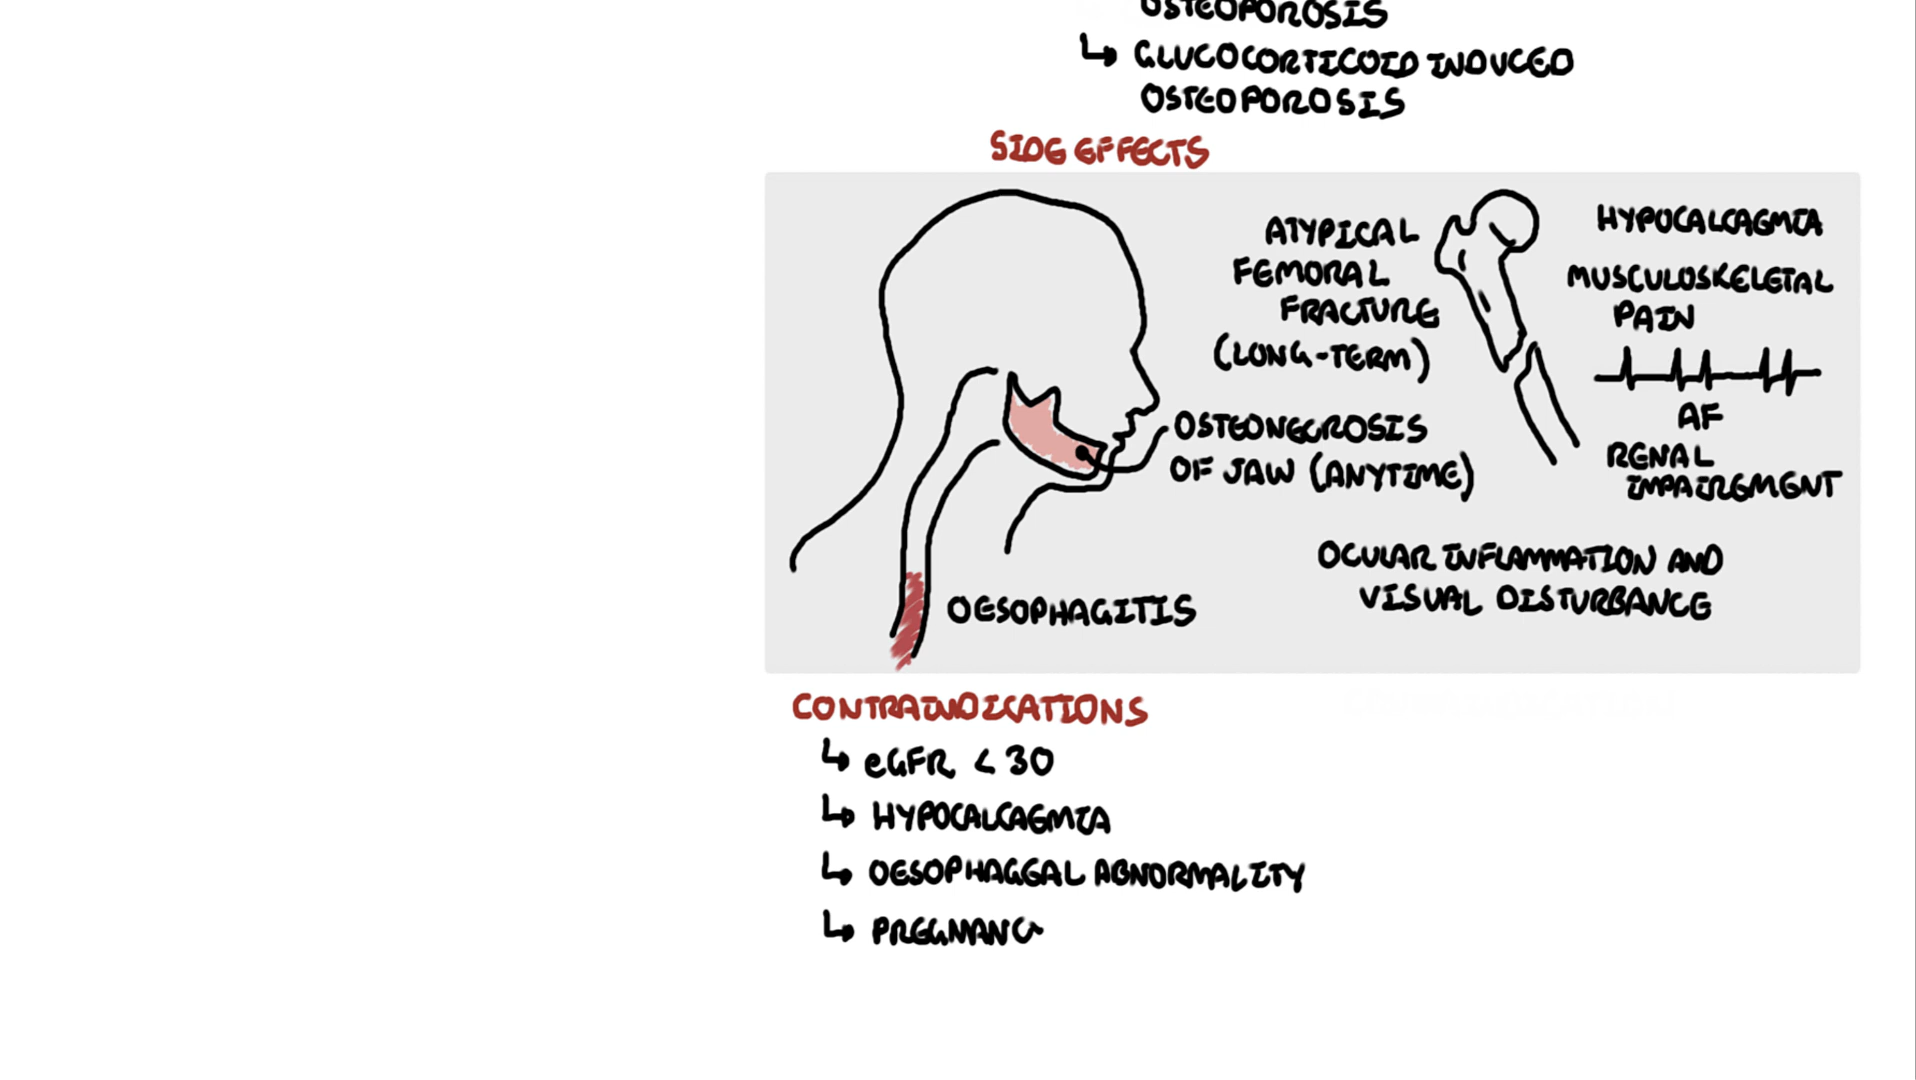 OSTEOPOROSIS
↳ GLUCOCORTICOID INDUCED
OSTEOPOROSIS
SIDE EFFECTS
ATYPICAL
FEMORAL
FRACTURE
(LONG-TERM)
HYPOCALCAEMIA
MUSCULOSKELETAL
PAIN
AF
RENAL
IMPAIREMENT
OSTEONECROSIS
OF JAW (ANYTIME)
OCULAR INFLAMMATION AND
VISUAL DISTURBANCE
OESOPHAGITIS
CONTRAINDICATIONS
↳ eGFR < 30
↳ HYPOCALCAEMIA
↳ OESOPHAGEAL ABNORMALITY
↳ PREGNANC